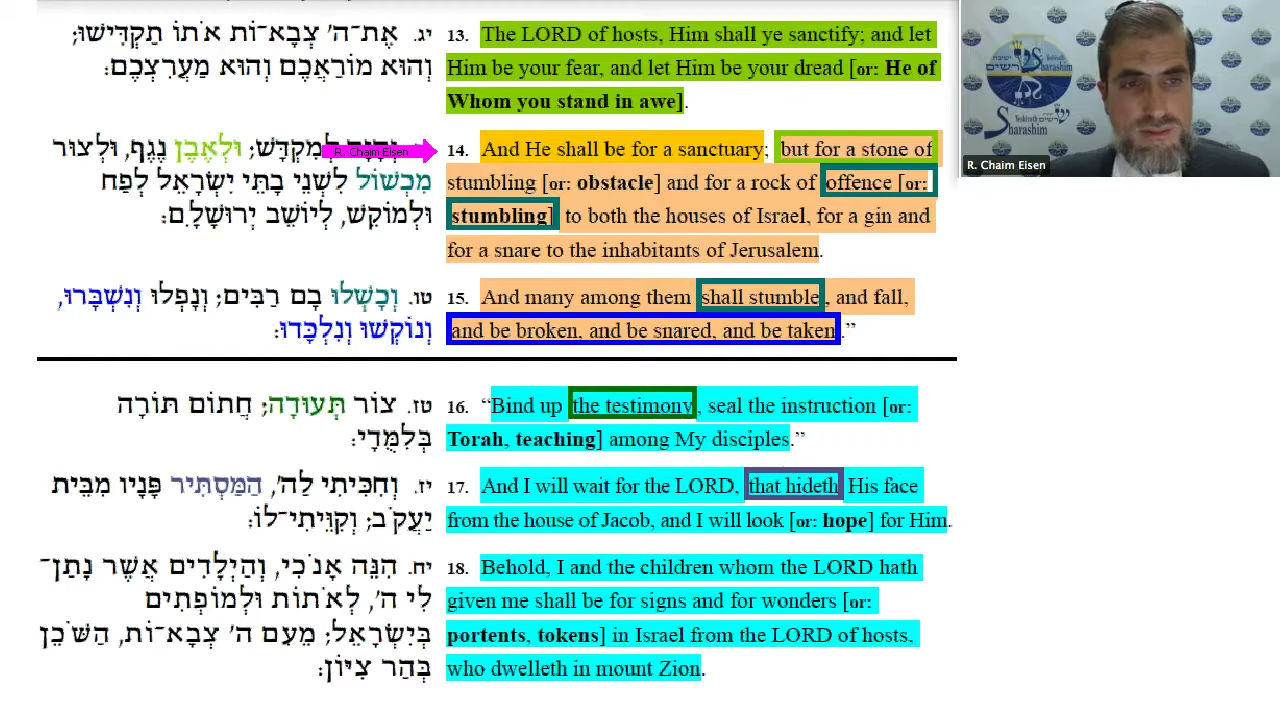 יג. אֶת־ה' צְבָא־וֹת אֹתוֹ תַקְדִּישׁוּ;
וְהוּא מוֹרַאֲכֶם וְהוּא מַעֲרִצְכֶם:
13. The LORD of hosts, Him shall ye sanctify; and let
Him be your fear, and let Him be your dread [or: He of
Whom you stand in awe].
לְמִקְדָּשׁ; וּלְאֶבֶן נֶגֶף, וּלְצוּר
מִכְשׁוֹל לִשְׁנֵי בָתֵּי יִשְׂרָאֵל לְפַח
וּלְמוֹקֵשׁ, לְיוֹשֵׁב יְרוּשָׁלָ‍ִם:
R. Chaim Eisen
14. And He shall be for a sanctuary; but for a stone of
stumbling [or: obstacle] and for a rock of offence [or:
stumbling] to both the houses of Israel, for a gin and
for a snare to the inhabitants of Jerusalem.
טו. וְכָשְׁלוּ בָם רַבִּים; וְנָפְלוּ וְנִשְׁבָּרוּ,
וְנוֹקְשׁוּ וְנִלְכָּדוּ:
15. And many among them shall stumble, and fall,
and be broken, and be snared, and be taken.”
טז. צוֹר תְּעוּדָה; חֲתוֹם תּוֹרָה
בְּלִמֻּדָי:
16. “Bind up the testimony, seal the instruction [or:
Torah, teaching] among My disciples.”
יז. וְחִכִּיתִי לַה', הַמַּסְתִּיר פָּנָיו מִבֵּית
יַעֲקֹב; וְקִוֵּיתִי־לוֹ:
17. And I will wait for the LORD, that hideth His face
from the house of Jacob, and I will look [or: hope] for Him.
יח. הִנֵּה אָנֹכִי, וְהַיְלָדִים אֲשֶׁר נָתַן־
לִי ה', לְאֹתוֹת וּלְמוֹפְתִים
בְּיִשְׂרָאֵל; מֵעִם ה' צְבָא־וֹת, הַשֹּׁכֵן
בְּהַר צִיּוֹן:
18. Behold, I and the children whom the LORD hath
given me shall be for signs and for wonders [or:
portents, tokens] in Israel from the LORD of hosts,
who dwelleth in mount Zion.
Sharashim
R. Chaim Eisen